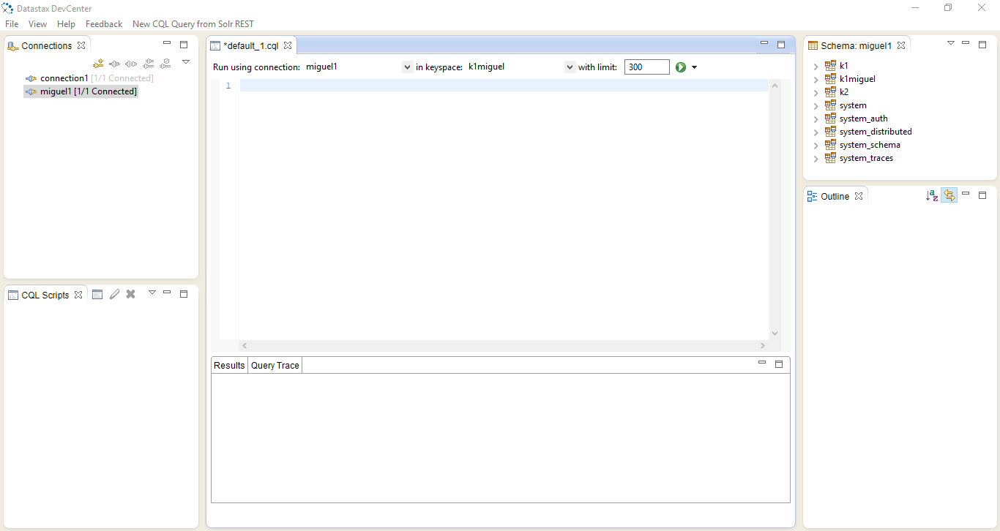 Datastax DevCenter
File View Help Feedback New CQL Query from Solr REST
Connections
connection1 [1/1 Connected]
miguel1 [1/1 Connected]
CQL Scripts
*default_1.cql
Run using connection: miguel1 in keyspace: k1miguel with limit: 300
1
Results Query Trace
Schema: miguel1
k1
k1miguel
k2
system
system_auth
system_distributed
system_schema
system_traces
Outline
a
z